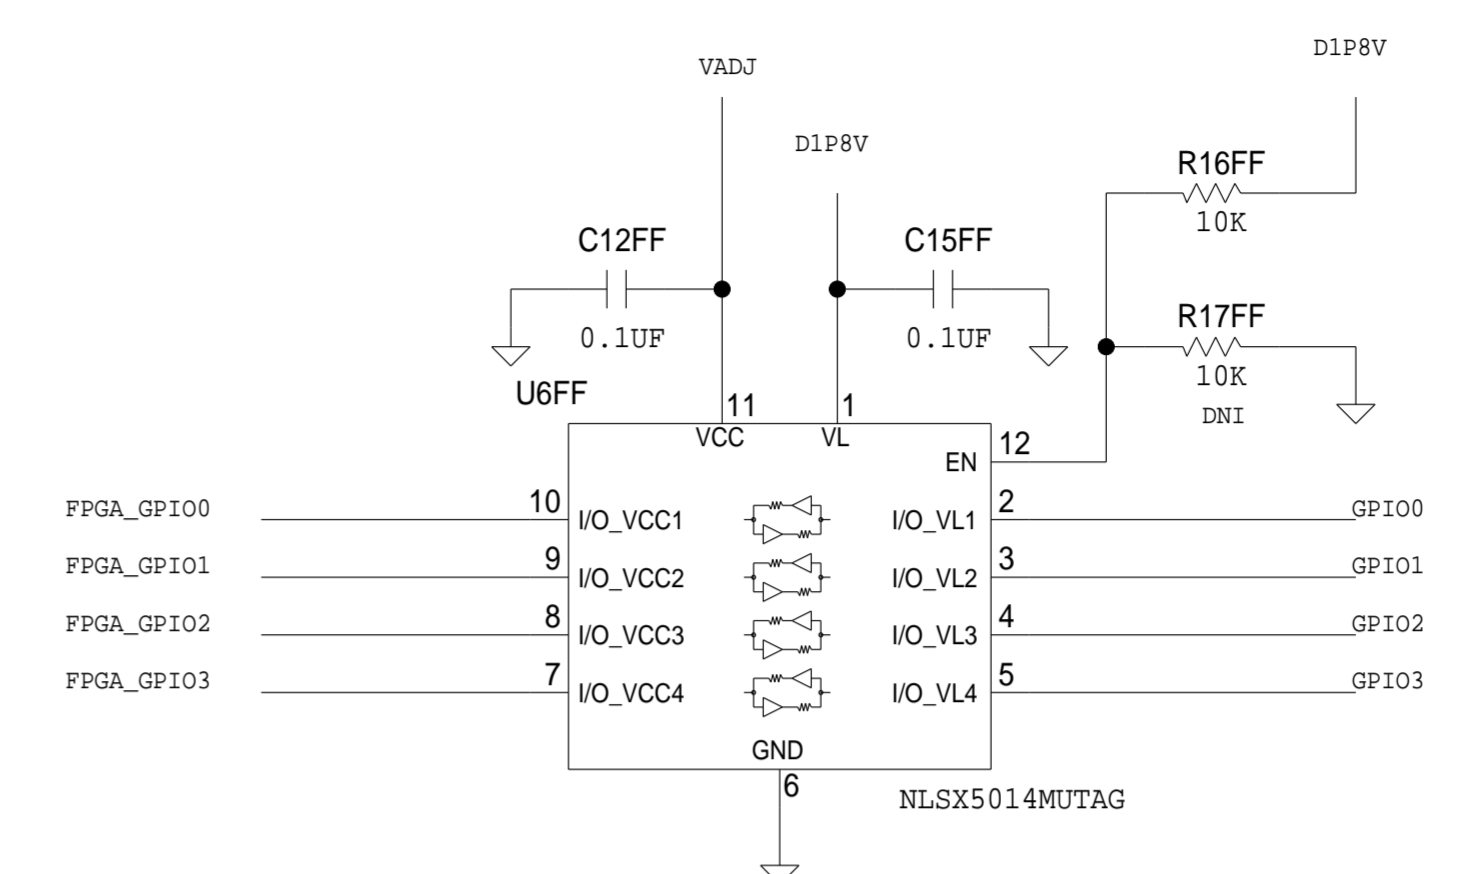 D1P8V
VADJ
D1P8V
R16FF
10K
C12FF
C15FF
0.1UF
0.1UF
R17FF
10K
DNI
U6FF
11
1
VCC
VL
12
EN
FPGA_GPIO0
10
I/O_VCC1
I/O_VL1
2
GPIO0
FPGA_GPIO1
9
I/O_VCC2
I/O_VL2
3
GPIO1
FPGA_GPIO2
8
I/O_VCC3
I/O_VL3
4
GPIO2
FPGA_GPIO3
7
I/O_VCC4
I/O_VL4
5
GPIO3
GND
6
NLSX5014MUTAG